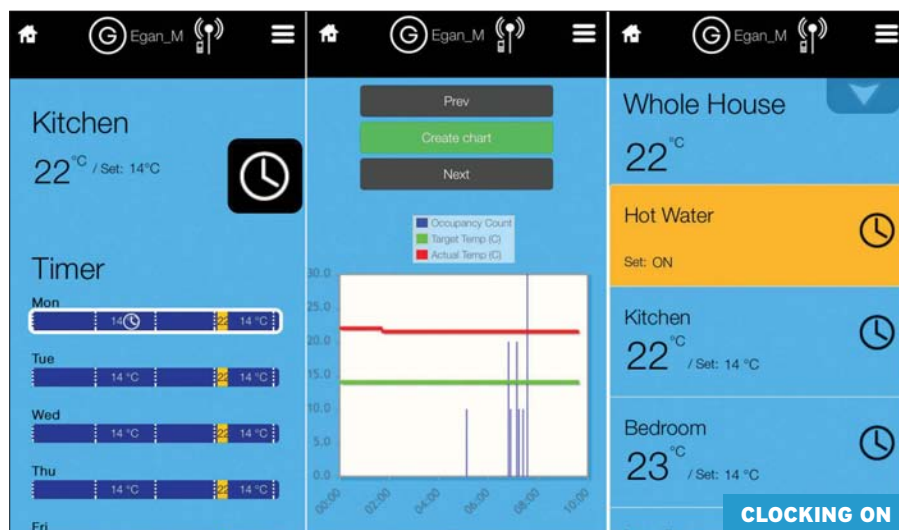 G Egan_M
Kitchen
22°C / Set: 14°C
Timer
Mon
14 22 14 °C
Tue
14 °C 22 14 °C
Wed
14 °C 22 14 °C
Thu
14 °C 22 14 °C
Fri
G Egan_M
Prev
Create chart
Next
Occupancy Count
Target Temp (C)
Actual Temp (C)
30.0
25.0
20.0
15.0
10.0
5.0
0.0
00:00 02:00 04:00 06:00 08:00 10:00
G Egan_M
Whole House
22°C
Hot Water
Set: ON
Kitchen
22°C / Set: 14 °C
Bedroom
23°C / Set: 14 °C
CLOCKING ON